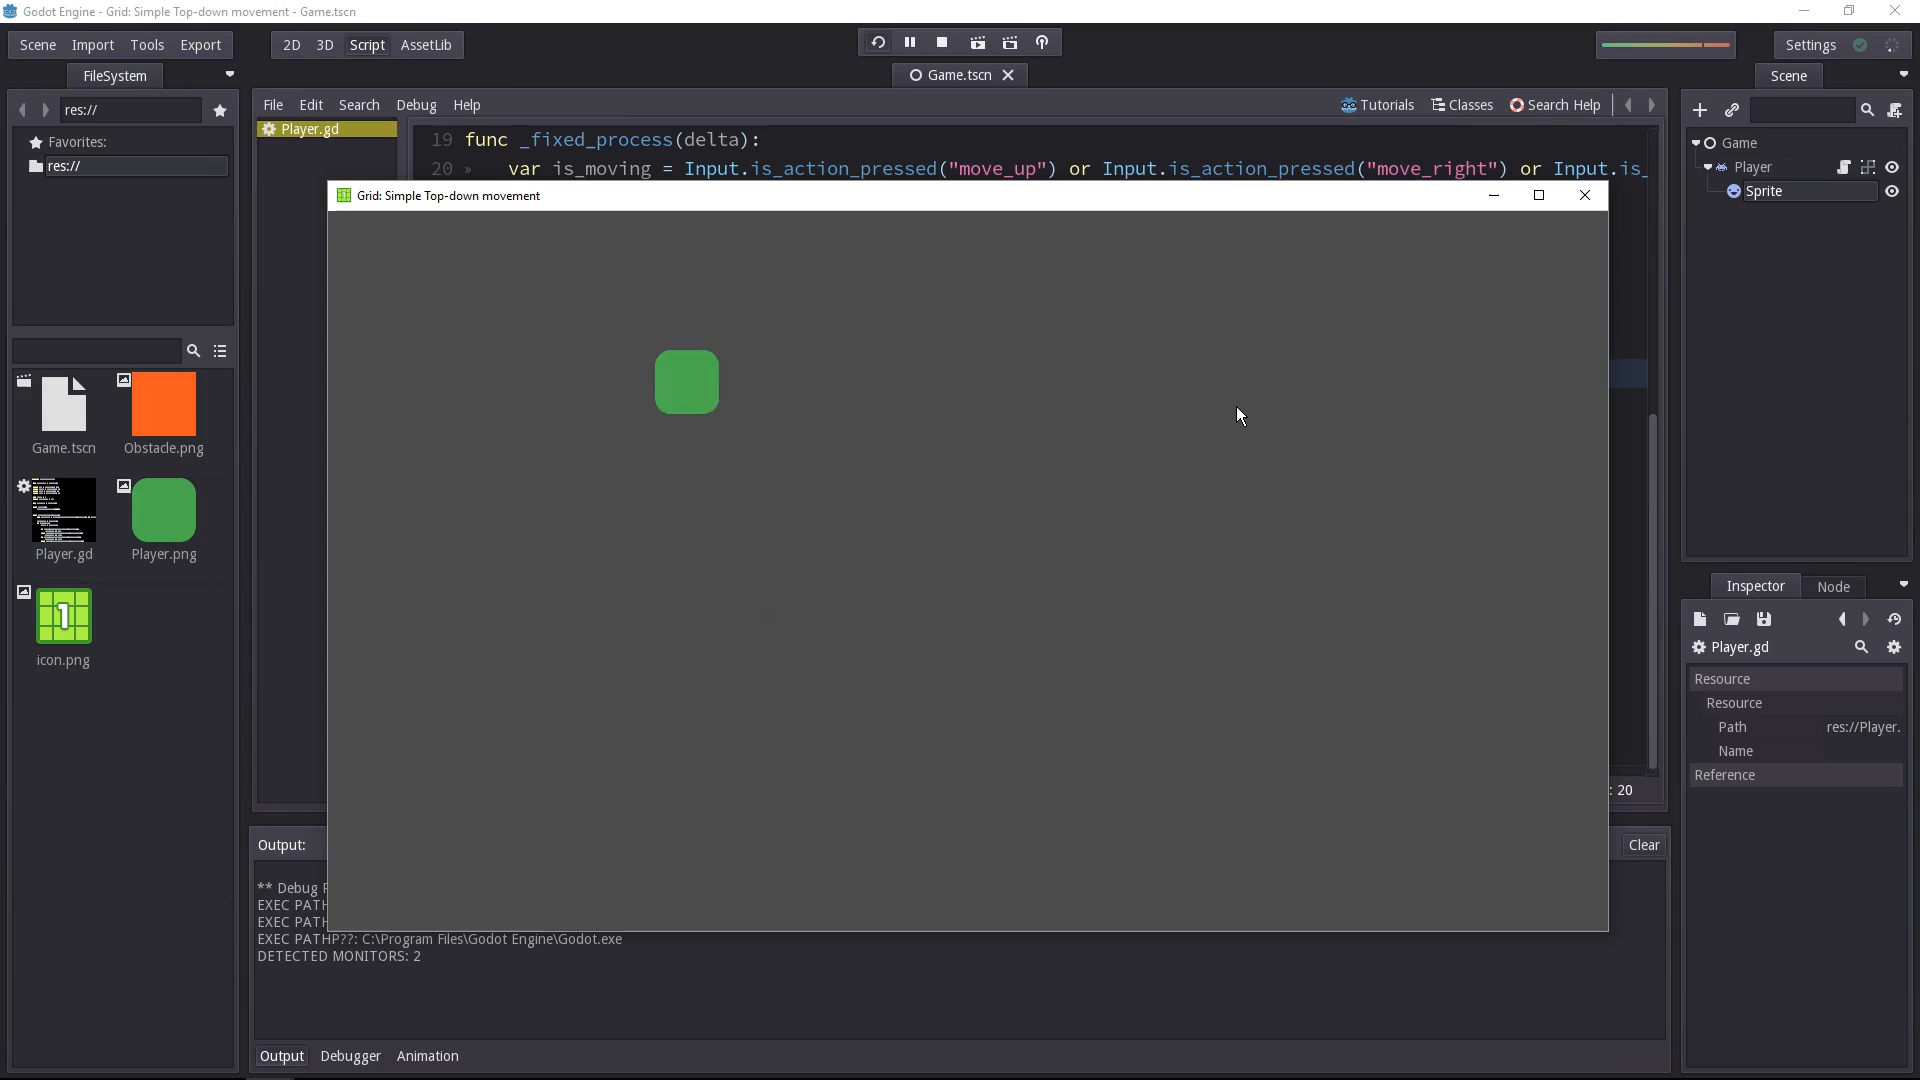 Godot Engine - Grid: Simple Top-down movement - Game.tscn
Scene Import Tools Export
2D 3D Script AssetLib
Settings
FileSystem
Game.tscn
Scene
res://
File Edit Search Debug Help
Tutorials Classes Search Help
Favorites:
res://
Player.gd
19 func _fixed_process(delta):
20 » var is_moving = Input.is_action_pressed("move_up") or Input.is_action_pressed("move_right") or Input.is_
Game
Player
Sprite
Grid: Simple Top-down movement
Game.tscn
Obstacle.png
Player.gd
Player.png
1
icon.png
Inspector Node
Player.gd
Resource
Resource
Path res://Player.
Name
Reference
: 20
Output:
Clear
** Debug
EXEC PATH
EXEC PATH
EXEC PATHP??: C:\Program Files\Godot Engine\Godot.exe
DETECTED MONITORS: 2
Output Debugger Animation